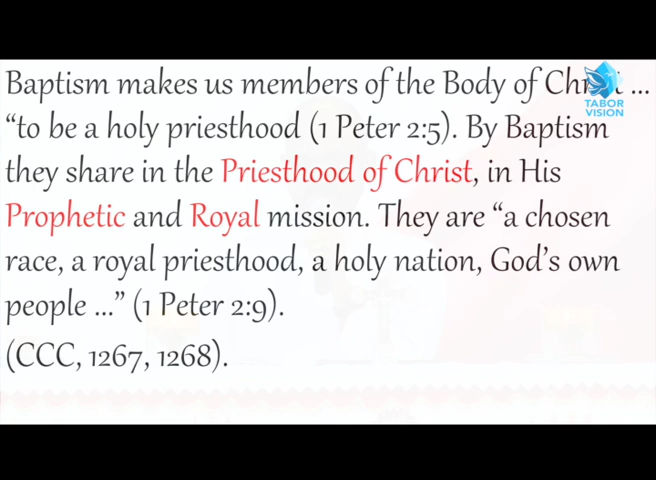 Baptism makes us members of the Body of Christ ...
“to be a holy priesthood (1 Peter 2:5). By Baptism
they share in the Priesthood of Christ, in His
Prophetic and Royal mission. They are “a chosen
race, a royal priesthood, a holy nation, God’s own
people ...” (1 Peter 2:9).
(CCC, 1267, 1268).
TABOR
VISION